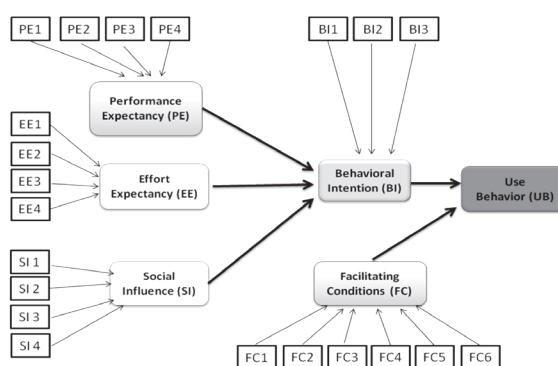 PE1 PE2 PE3 PE4
BI1 BI2 BI3
Performance
Expectancy (PE)
EE1
EE2
EE3
EE4
Effort
Expectancy (EE)
Behavioral
Intention (BI)
Use
Behavior (UB)
SI 1
SI 2
SI 3
SI 4
Social
Influence (SI)
Facilitating
Conditions (FC)
FC1 FC2 FC3 FC4 FC5 FC6